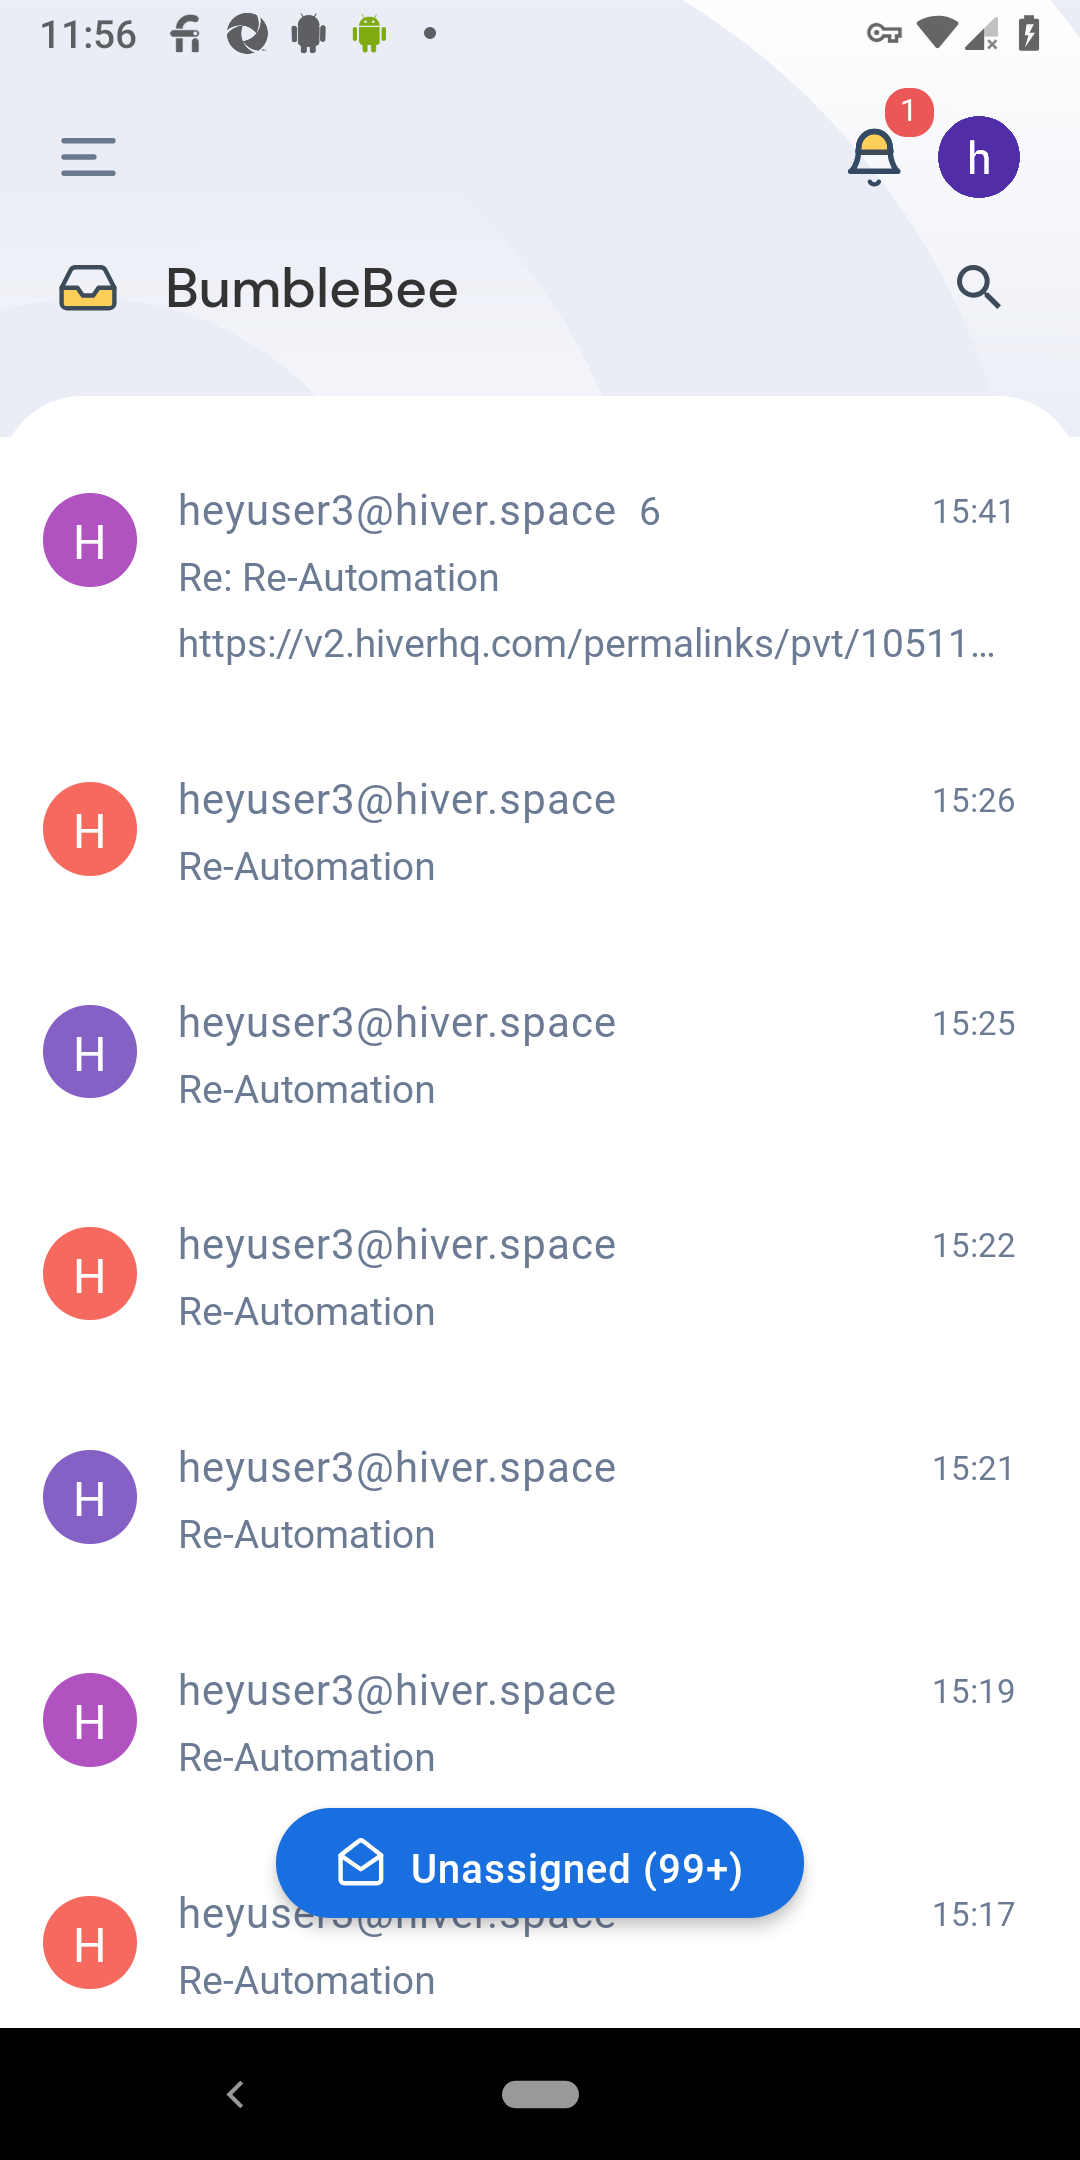 11:56
1
h
BumbleBee
H
heyuser3@hiver.space 6
15:41
Re: Re-Automation
https://v2.hiverhq.com/permalinks/pvt/10511...
H
heyuser3@hiver.space
15:26
Re-Automation
H
heyuser3@hiver.space
15:25
Re-Automation
H
heyuser3@hiver.space
15:22
Re-Automation
H
heyuser3@hiver.space
15:21
Re-Automation
H
heyuser3@hiver.space
15:19
Re-Automation
Unassigned (99+)
H
heyuser3@hiver.space
15:17
Re-Automation